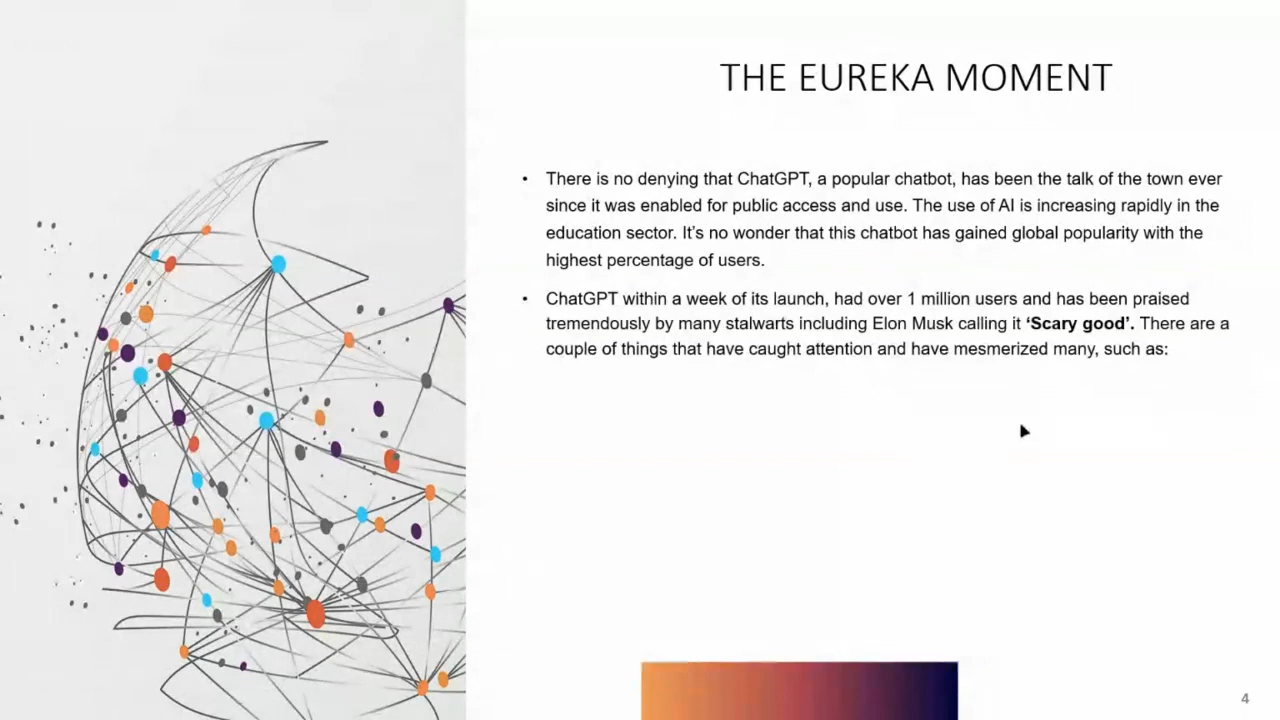 THE EUREKA MOMENT
• There is no denying that ChatGPT, a popular chatbot, has been the talk of the town ever
since it was enabled for public access and use. The use of AI is increasing rapidly in the
education sector. It’s no wonder that this chatbot has gained global popularity with the
highest percentage of users.
• ChatGPT within a week of its launch, had over 1 million users and has been praised
tremendously by many stalwarts including Elon Musk calling it ‘Scary good’. There are a
couple of things that have caught attention and have mesmerized many, such as:
4